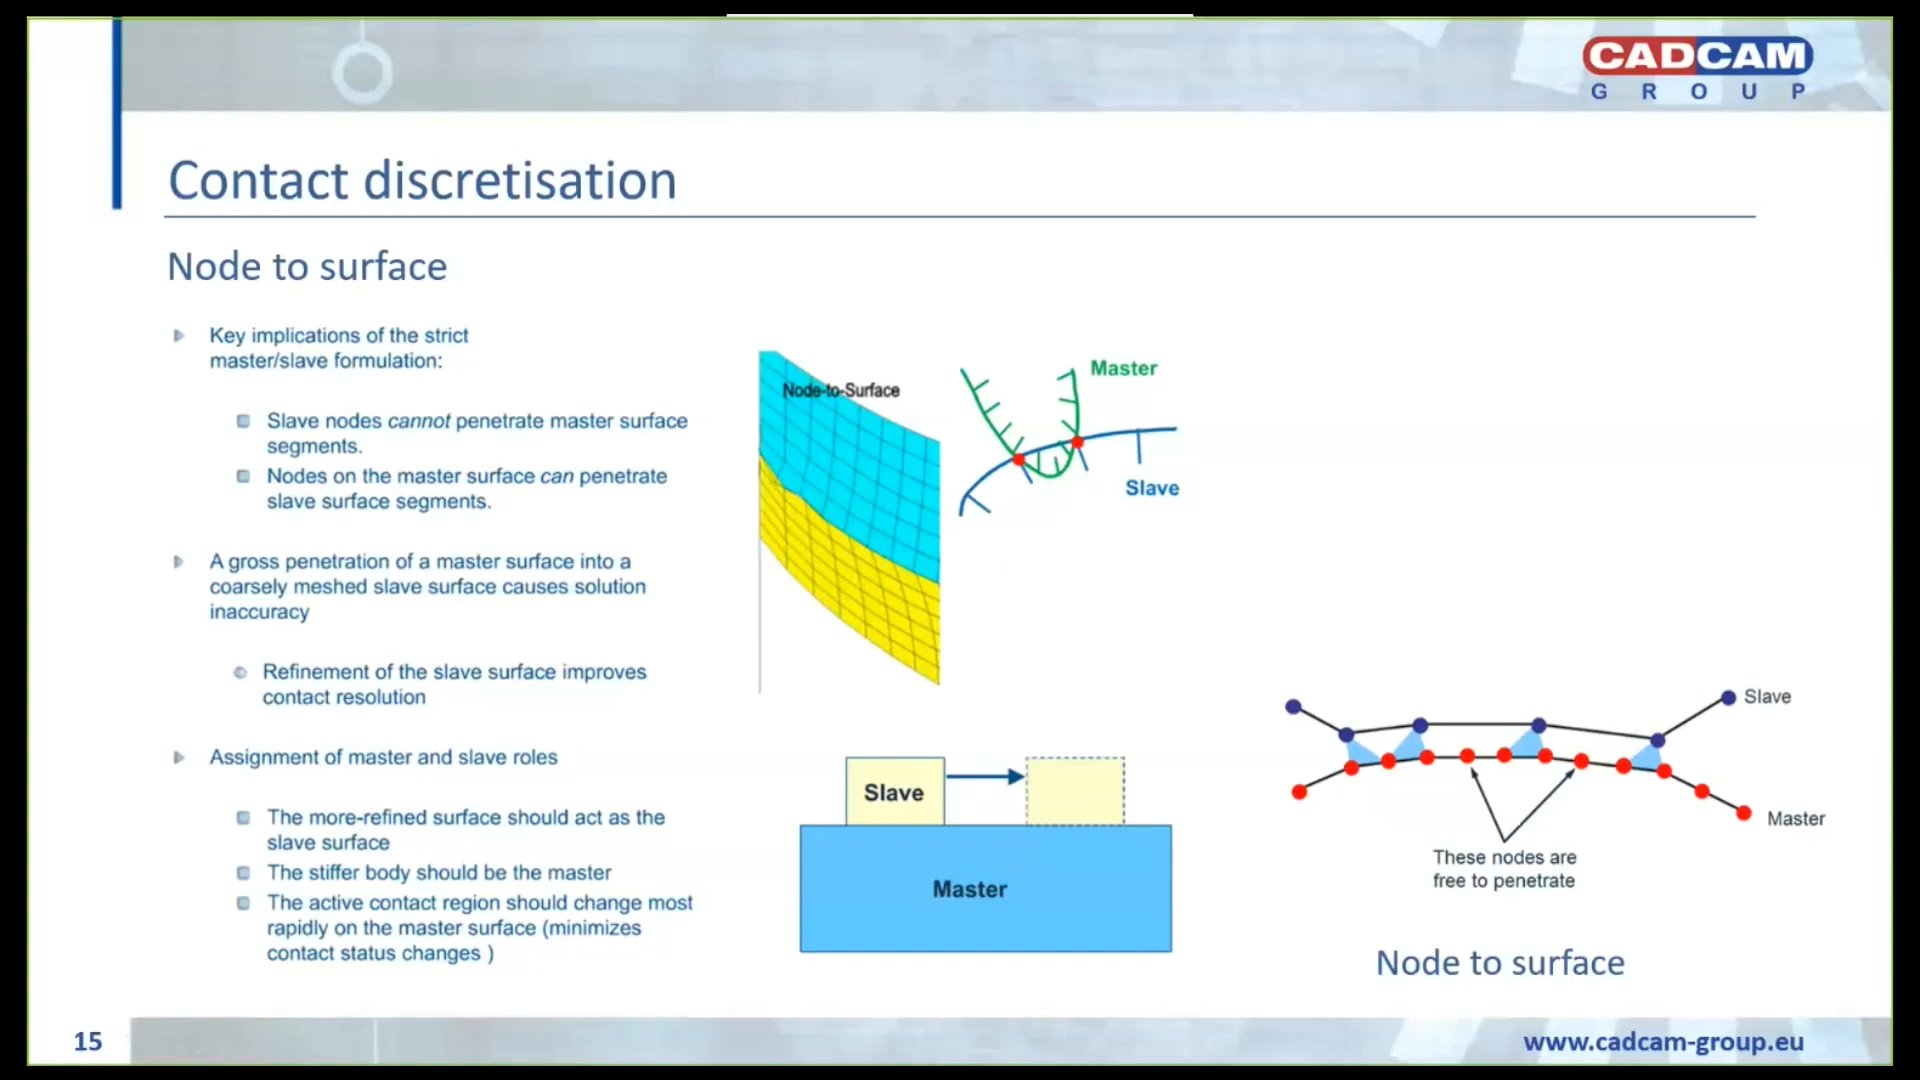 CADCAM
GROUP
Contact discretisation
Node to surface
Key implications of the strict
master/slave formulation:
Slave nodes cannot penetrate master surface
segments.
Nodes on the master surface can penetrate
slave surface segments.
A gross penetration of a master surface into a
coarsely meshed slave surface causes solution
inaccuracy
Refinement of the slave surface improves
contact resolution
Assignment of master and slave roles
The more-refined surface should act as the
slave surface
The stiffer body should be the master
The active contact region should change most
rapidly on the master surface (minimizes
contact status changes )
Node-to-Surface
Master
Slave
Slave
Master
Slave
Master
These nodes are
free to penetrate
Node to surface
15
www.cadcam-group.eu